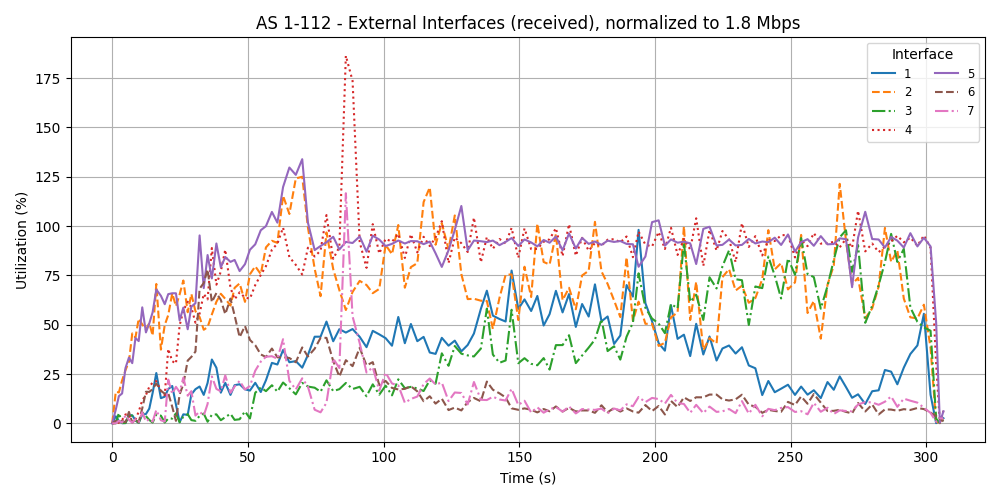 AS 1-112 - External Interfaces (received), normalized to 1.8 Mbps
Utilization (%)
175
150
125
100
75
50
25
0
0 50 100 150 200 250 300
Time (s)
Interface
1 5
2 6
3 7
4